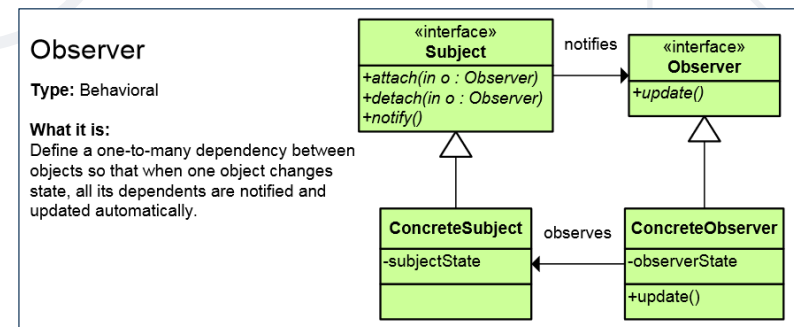 Observer
Type: Behavioral
What it is:
Define a one-to-many dependency between
objects so that when one object changes
state, all its dependents are notified and
updated automatically.
«interface»
Subject
+attach(in o : Observer)
+detach(in o : Observer)
+notify()
notifies
«interface»
Observer
+update()
ConcreteSubject
-subjectState
observes
ConcreteObserver
-observerState
+update()